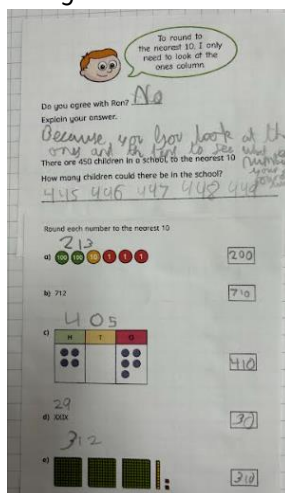 To round to
the nearest 10, I only
need to look at the
ones column.
Do you agree with Ron? No
Explain your answer.
Because you look at the
ones and the tens to see what
number
your
There are 450 children in a school to the nearest 10
How many children could there be in the school?
445 446 447 448 449
Round each number to the nearest 10
213
a) 100 100 10 1 1 1 200
b) 712 710
405
c) H T O 410
29
d) XXIX 30
312
e) 310